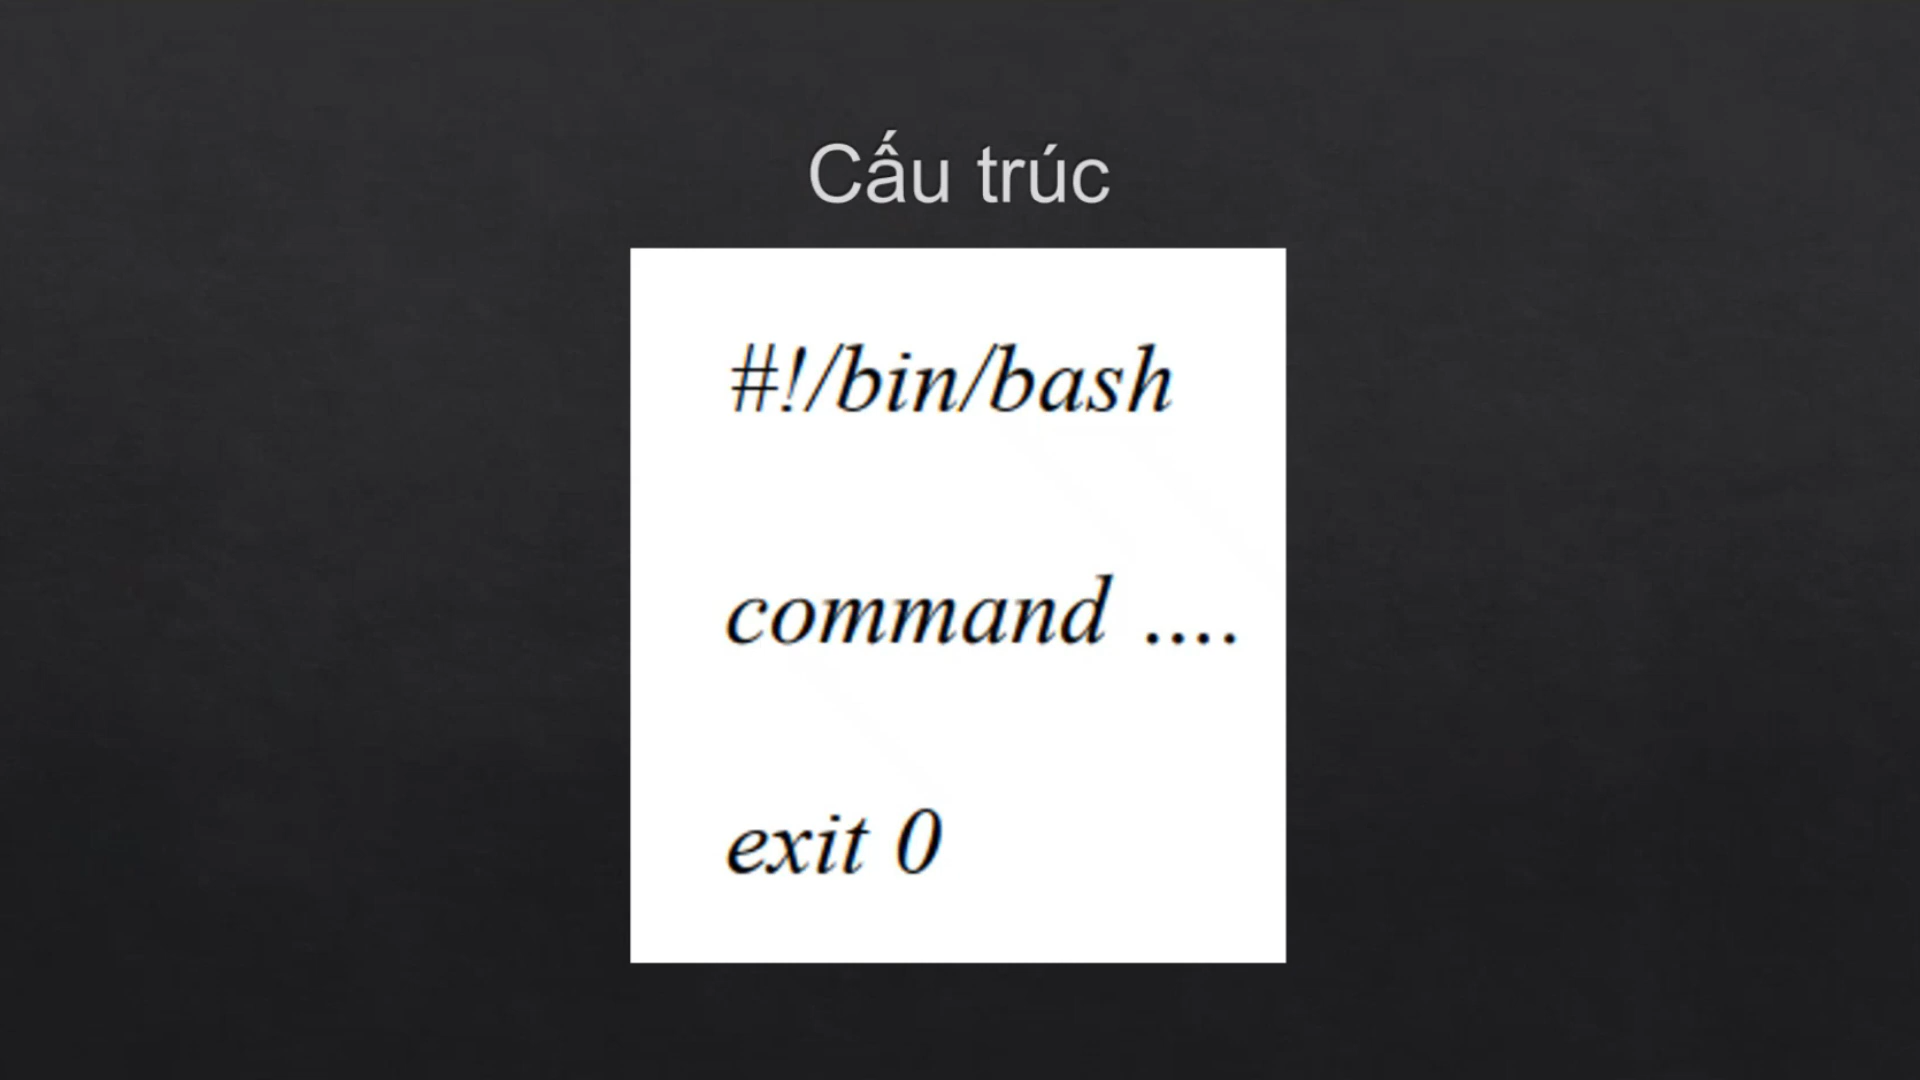 Cấu trúc
#!/bin/bash
command ....
exit 0